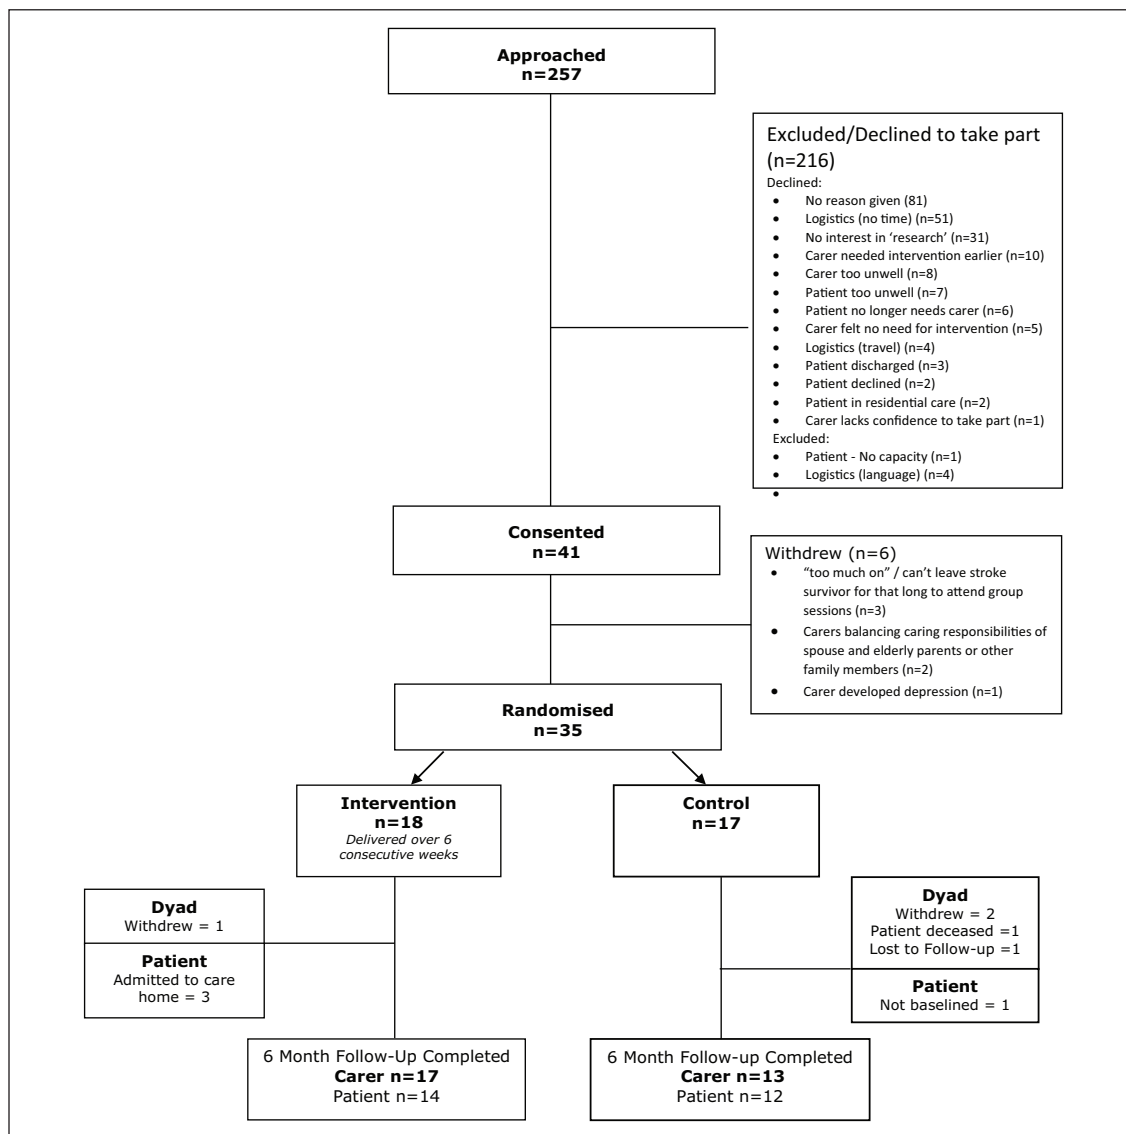 Approached
n=257
Excluded/Declined to take part
(n=216)
Declined:
• No reason given (81)
• Logistics (no time) (n=51)
• No interest in ‘research’ (n=31)
• Carer needed intervention earlier (n=10)
• Carer too unwell (n=8)
• Patient too unwell (n=7)
• Patient no longer needs carer (n=6)
• Carer felt no need for intervention (n=5)
• Logistics (travel) (n=4)
• Patient discharged (n=3)
• Patient declined (n=2)
• Patient in residential care (n=2)
• Carer lacks confidence to take part (n=1)
Excluded:
• Patient - No capacity (n=1)
• Logistics (language) (n=4)
•
Consented
n=41
Withdrew (n=6)
• “too much on” / can’t leave stroke
survivor for that long to attend group
sessions (n=3)
• Carers balancing caring responsibilities of
spouse and elderly parents or other
family members (n=2)
• Carer developed depression (n=1)
Randomised
n=35
Intervention
n=18
Delivered over 6
consecutive weeks
Control
n=17
Dyad
Withdrew = 1
Patient
Admitted to care
home = 3
Dyad
Withdrew = 2
Patient deceased =1
Lost to Follow-up =1
Patient
Not baselined = 1
6 Month Follow-Up Completed
Carer n=17
Patient n=14
6 Month Follow-up Completed
Carer n=13
Patient n=12